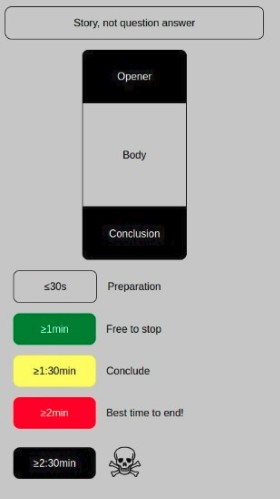 Story, not question answer
Opener
Body
Conclusion
≤30s Preparation
≥1min Free to stop
≥1:30min Conclude
≥2min Best time to end!
≥2:30min